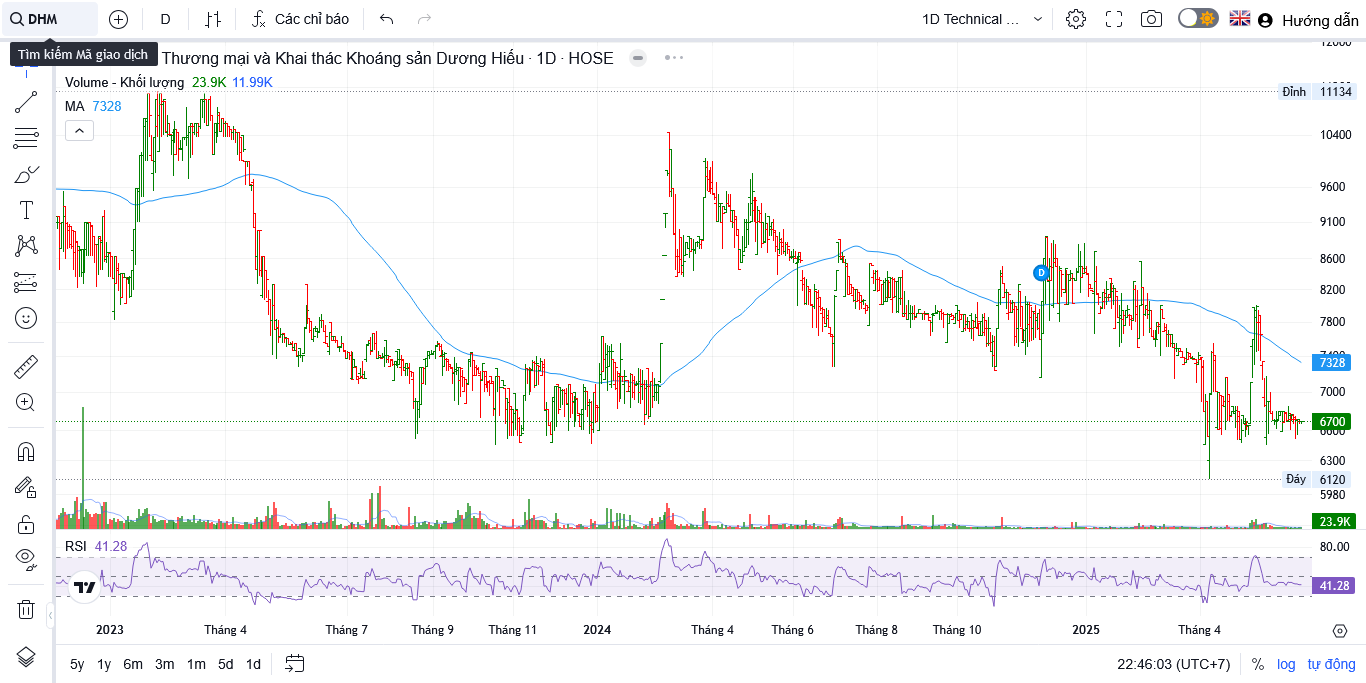 DHM
D
Các chỉ báo
1D Technical ...
Hướng dẫn
Tìm kiếm Mã giao dịch
Thương mại và Khai thác Khoáng sản Dương Hiếu · 1D · HOSE
Volume - Khối lượng 23.9K 11.99K
MA 7328
Đỉnh 11134
10400
9600
9100
8600
D
8200
7800
7328
7000
6700
6300
Đáy 6120
5980
23.9K
RSI 41.28
80.00
41.28
2023 Tháng 4 Tháng 7 Tháng 9 Tháng 11 2024 Tháng 4 Tháng 6 Tháng 8 Tháng 10 2025 Tháng 4
5y 1y 6m 3m 1m 5d 1d
22:46:03 (UTC+7) % log tự động